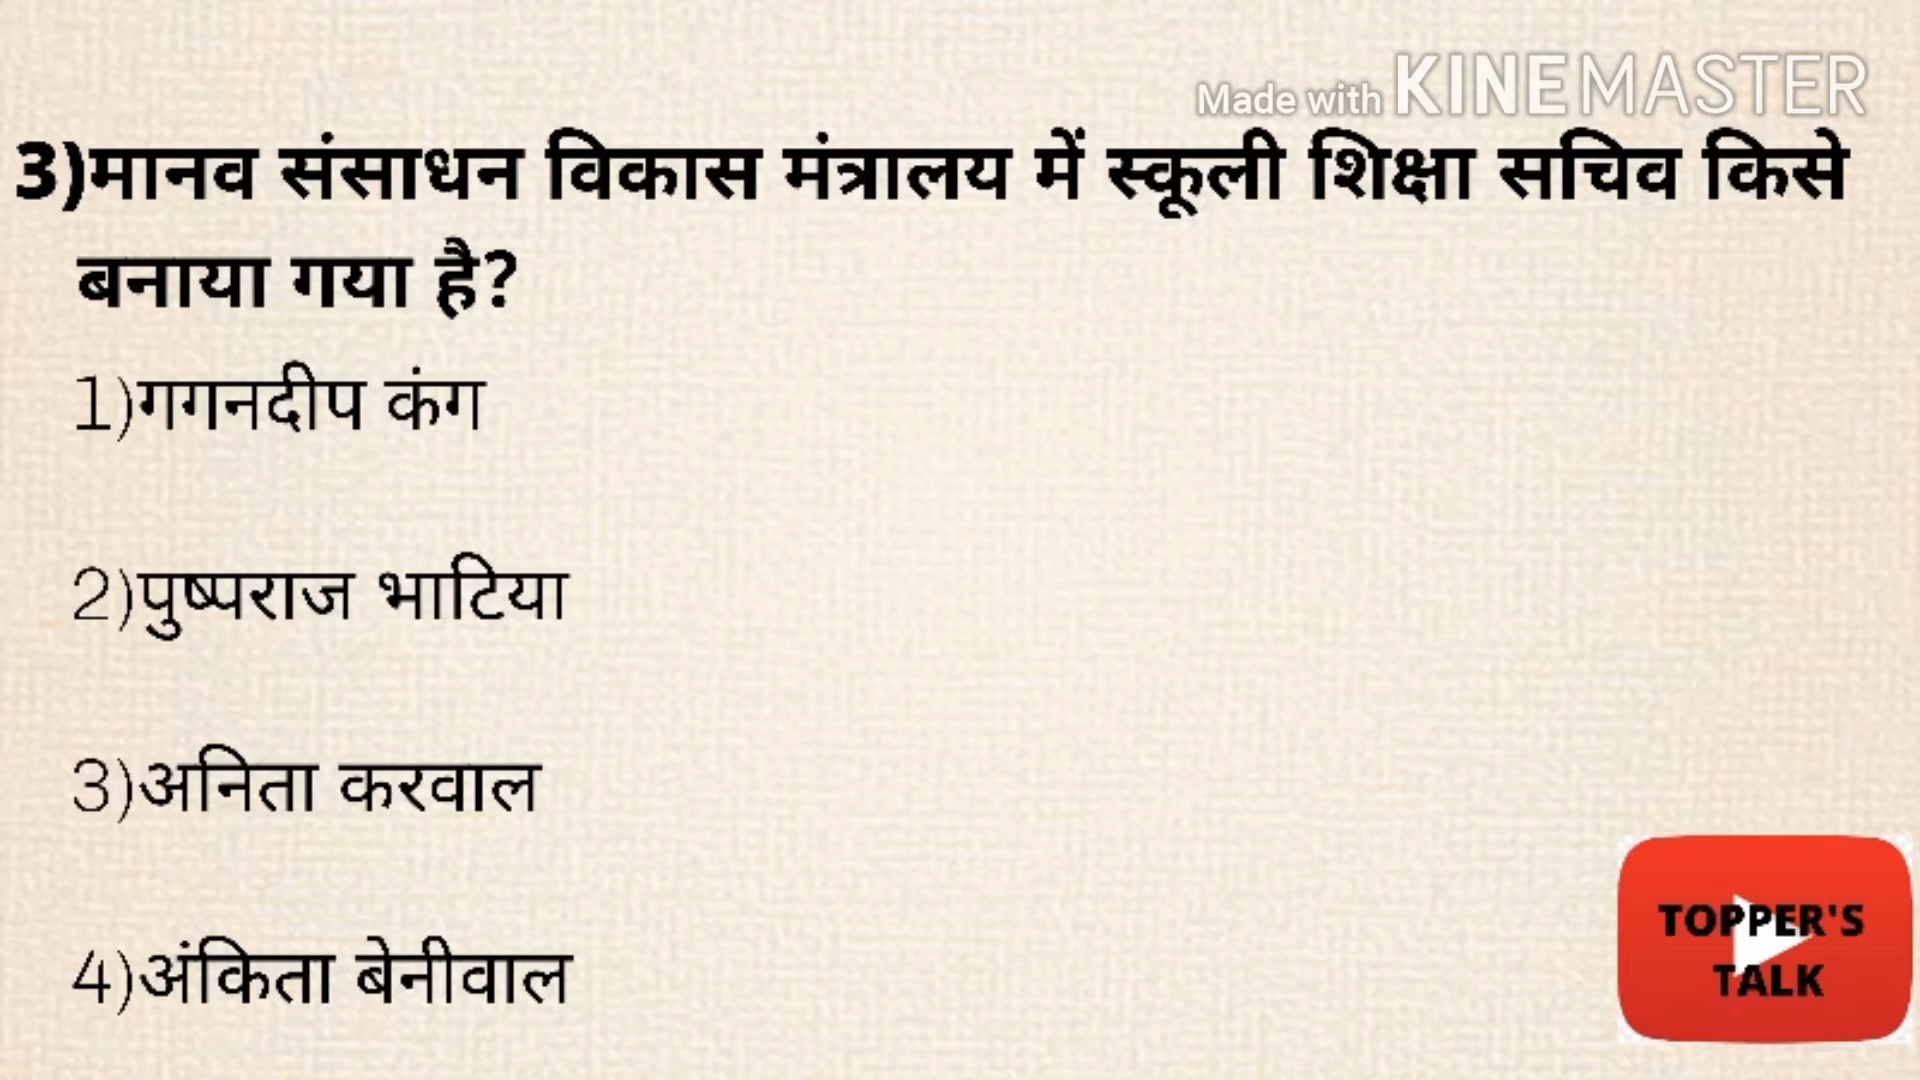 Made with KINEMASTER
3)मानव संसाधन विकास मंत्रालय में स्कूली शिक्षा सचिव किसे
बनाया गया है?
1)गगनदीप कंग
2)पुष्पराज भाटिया
3)अनिता करवाल
4)अंकिता बेनीवाल
TOPPER'S
TALK